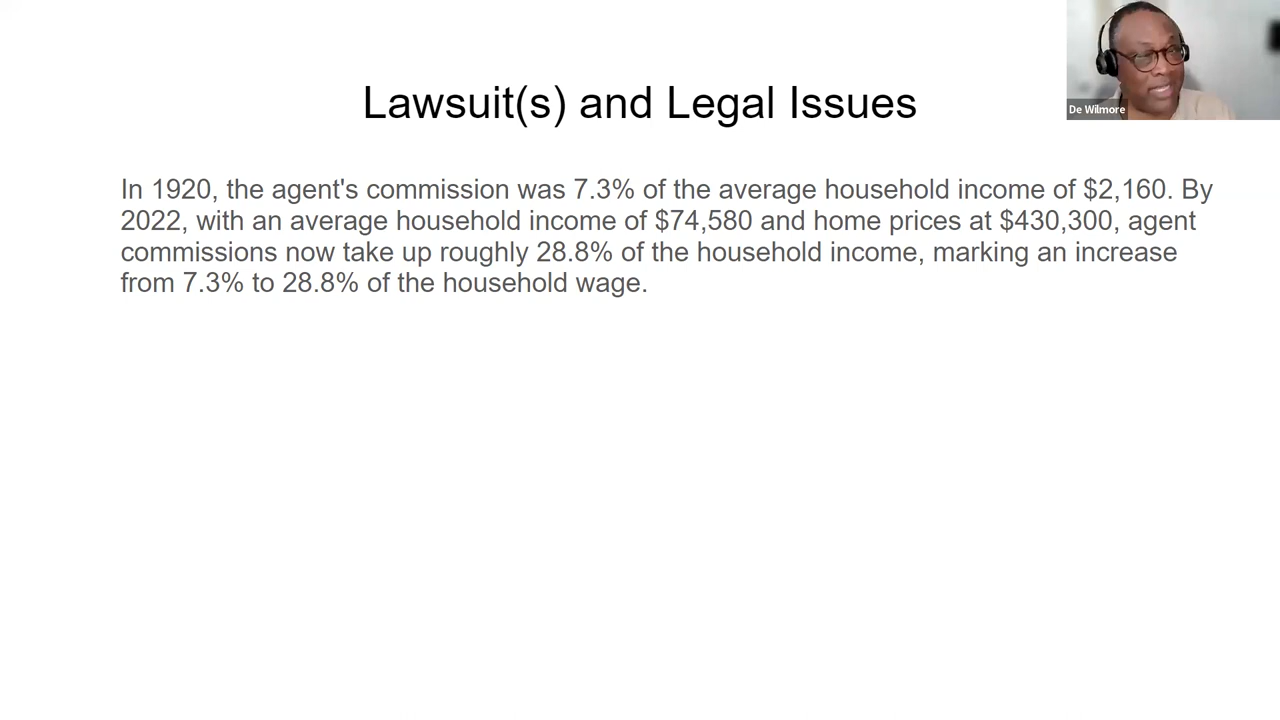 Lawsuit(s) and Legal Issues
De Wilmore
In 1920, the agent's commission was 7.3% of the average household income of $2,160. By
2022, with an average household income of $74,580 and home prices at $430,300, agent
commissions now take up roughly 28.8% of the household income, marking an increase
from 7.3% to 28.8% of the household wage.